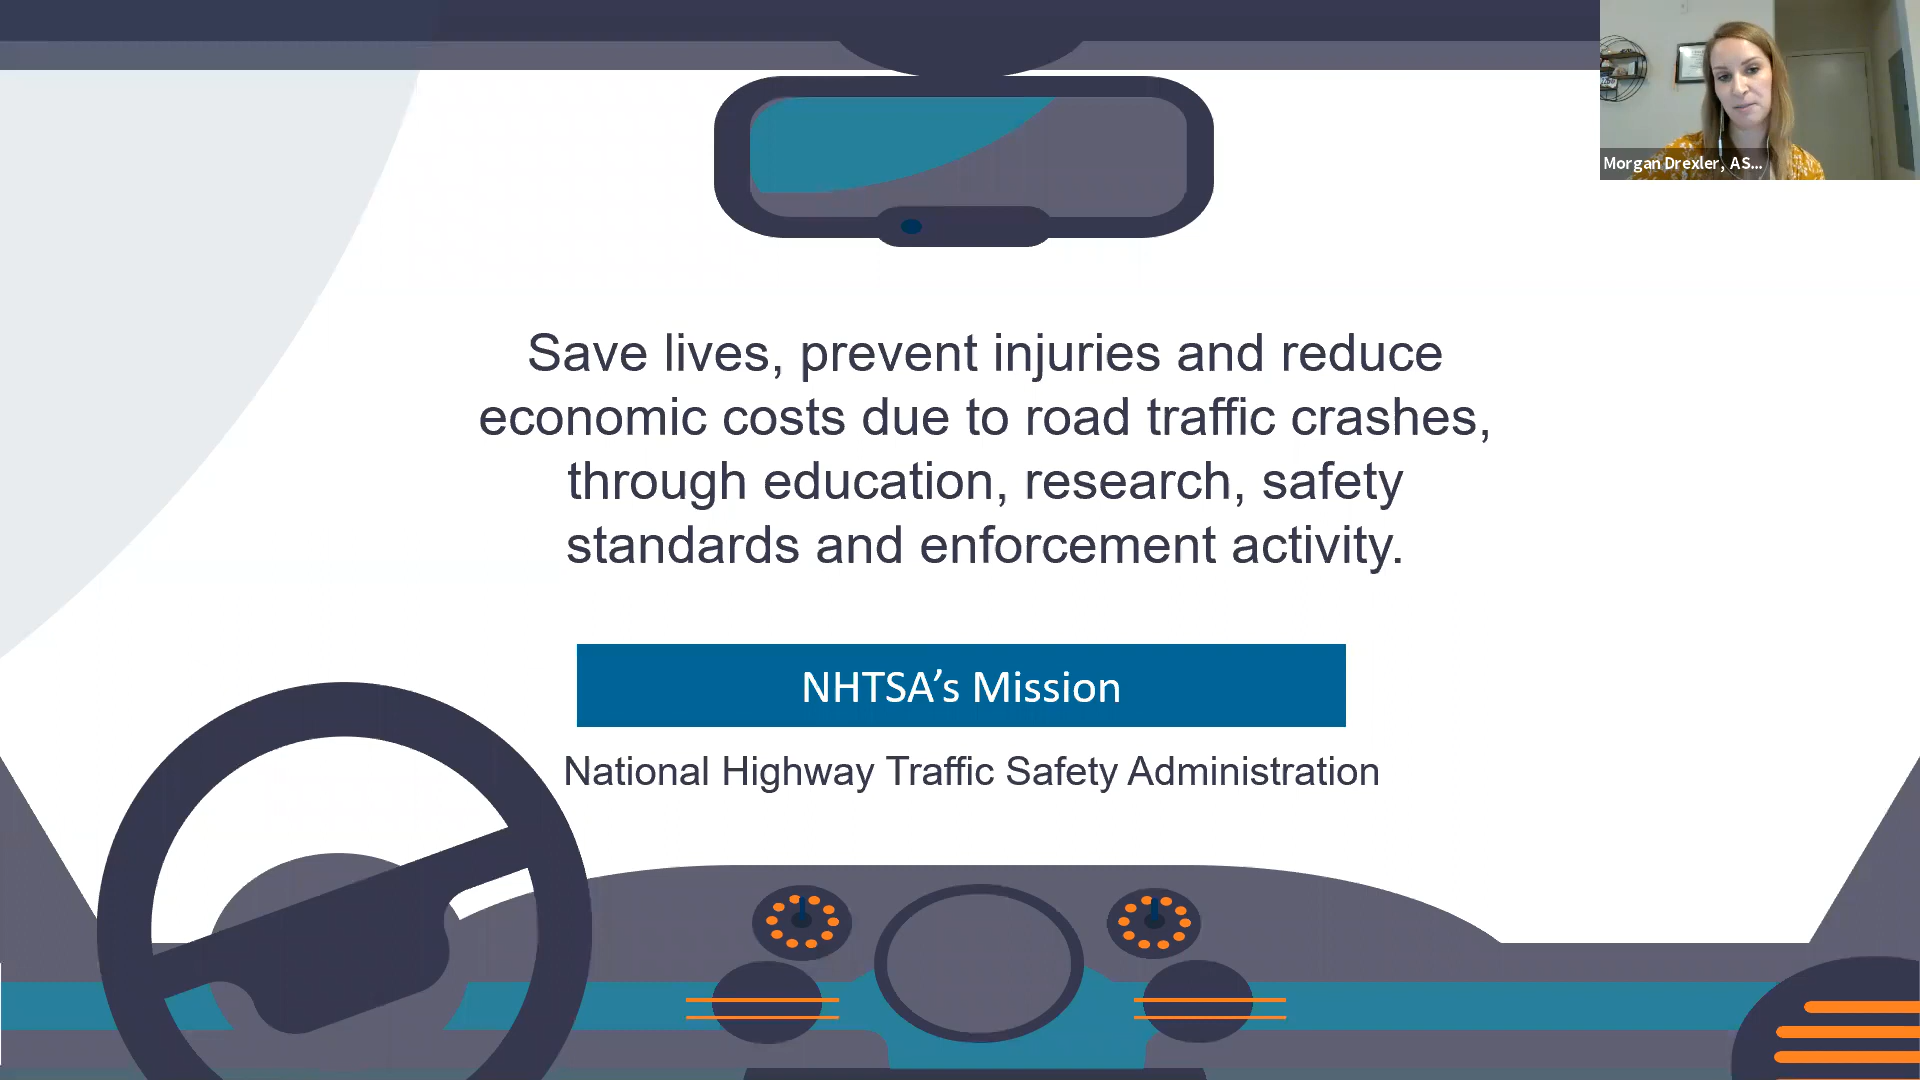 Morgan Drexler, AS...
Save lives, prevent injuries and reduce
economic costs due to road traffic crashes,
through education, research, safety
standards and enforcement activity.
NHTSA’s Mission
National Highway Traffic Safety Administration